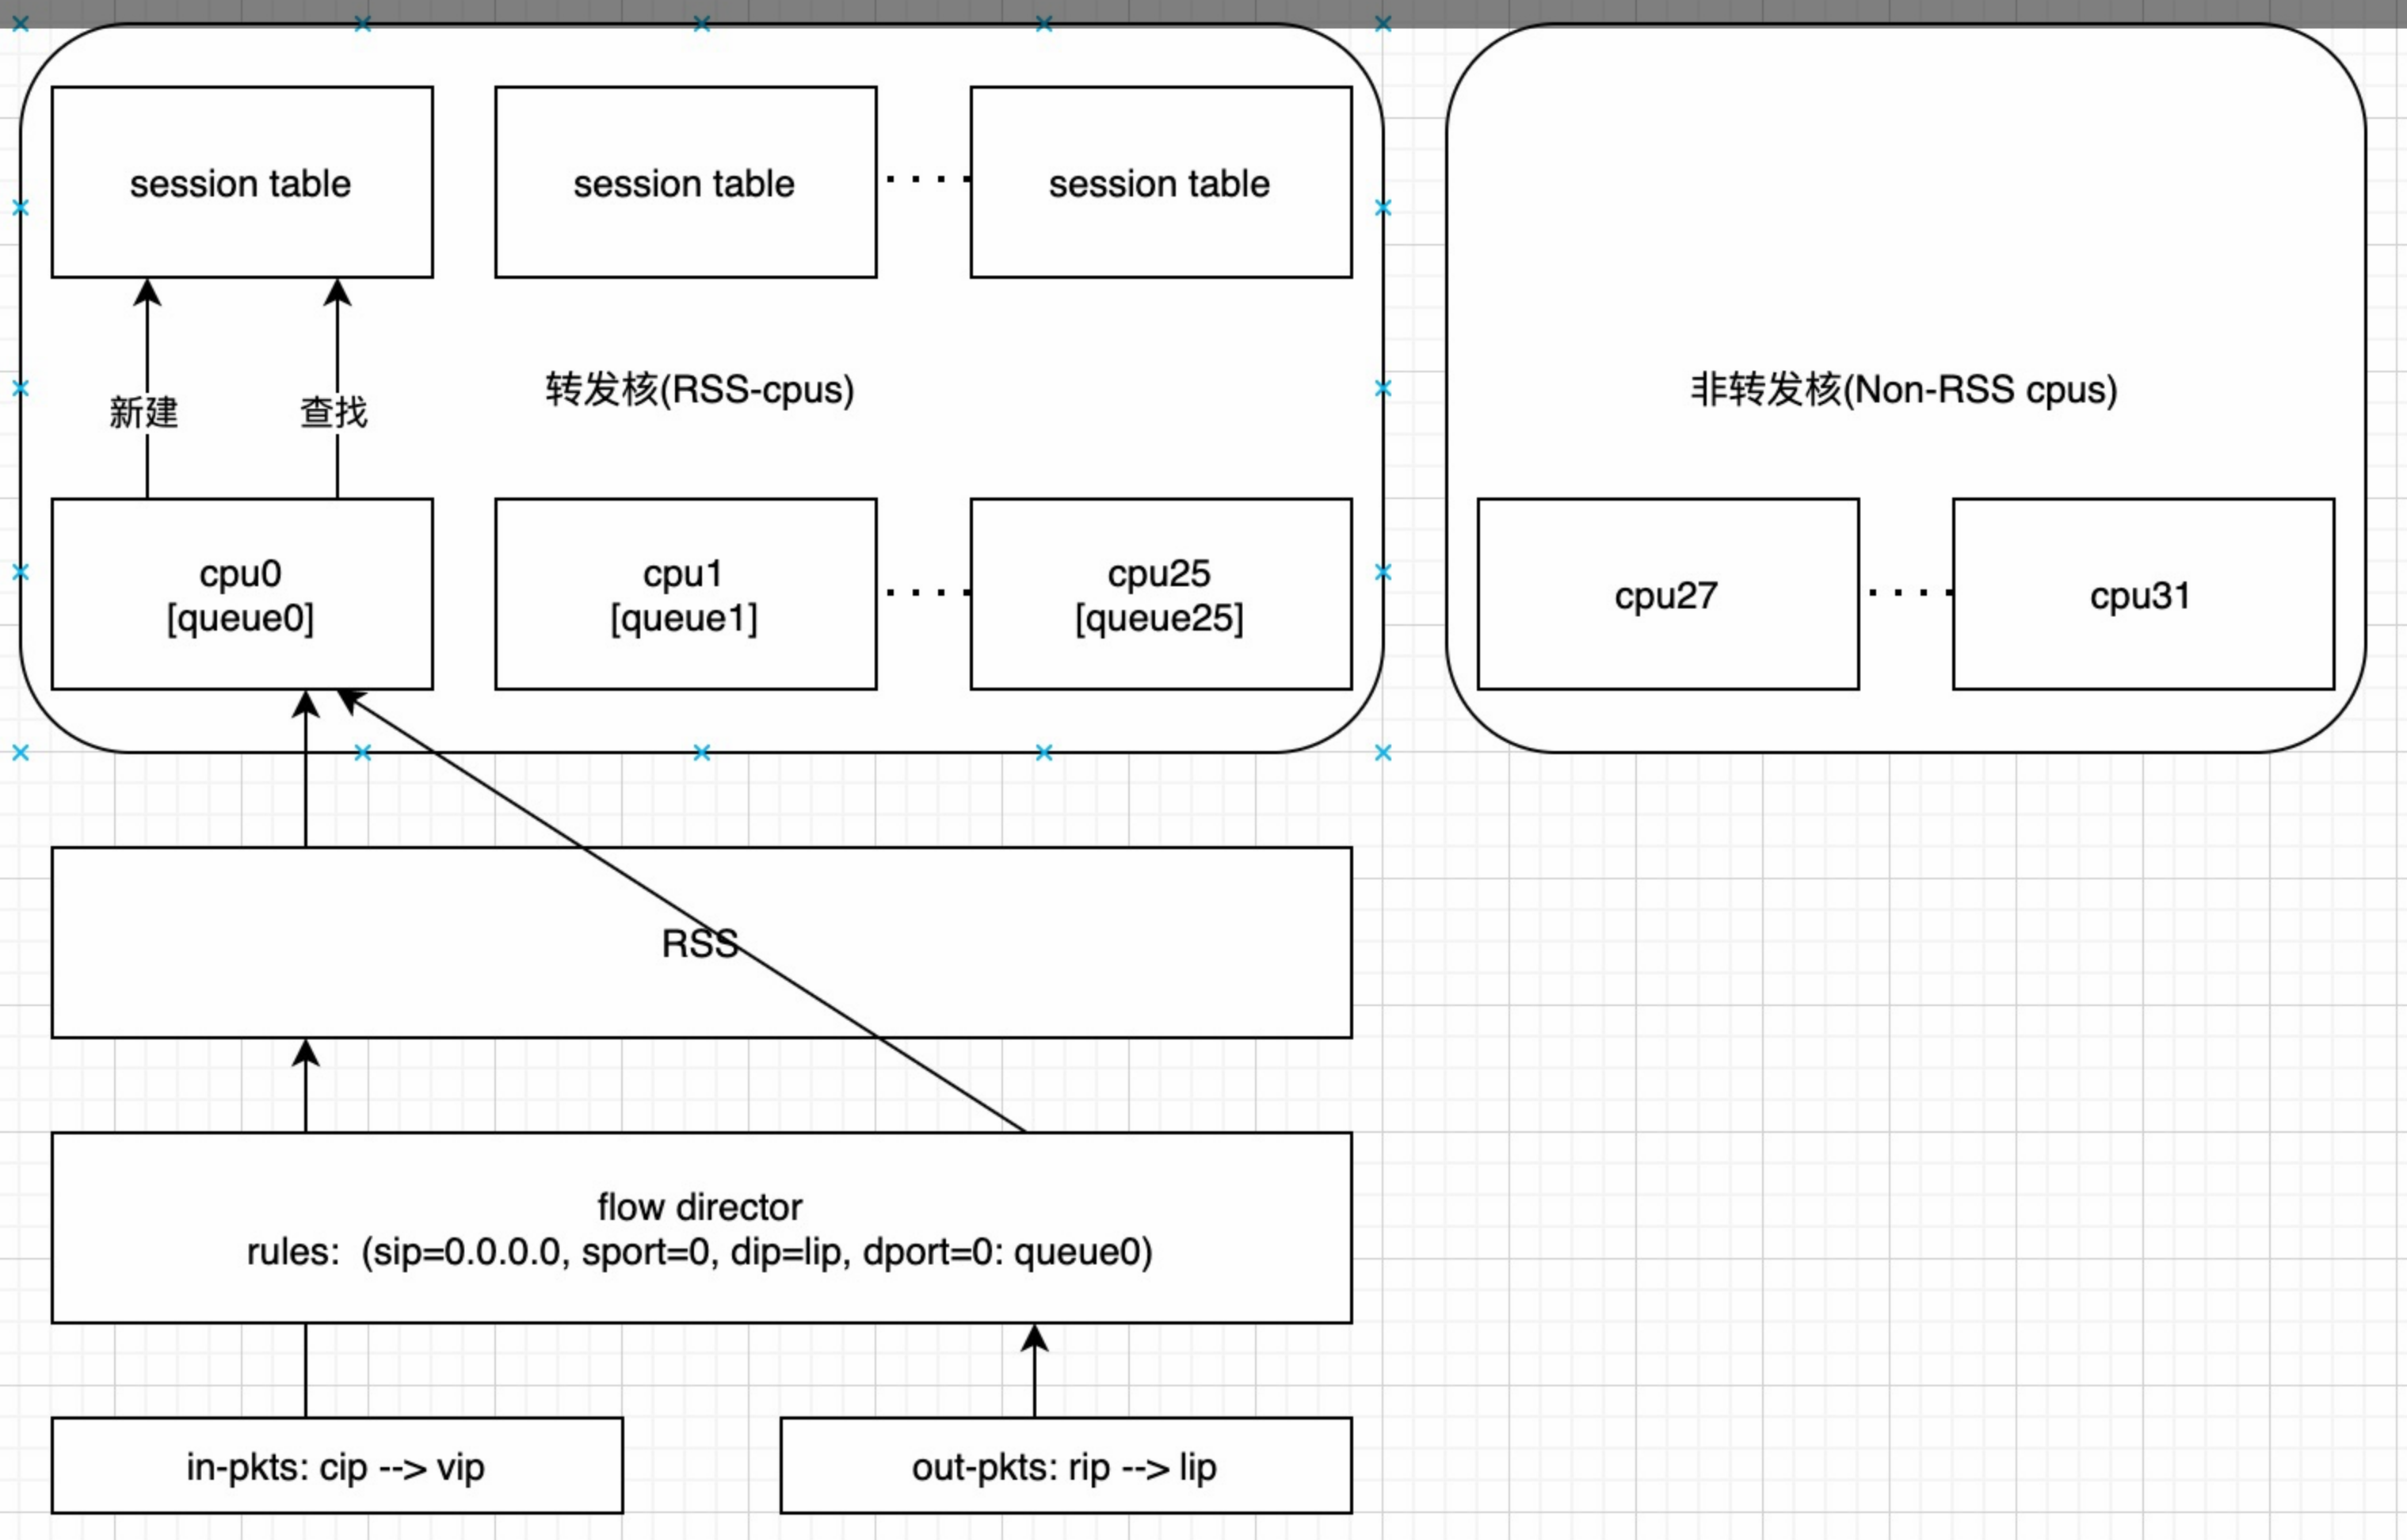 session table
session table
session table
新建
查找
转发核(RSS-cpus)
非转发核(Non-RSS cpus)
cpu0
[queue0]
cpu1
[queue1]
cpu25
[queue25]
cpu27
cpu31
RSS
flow director
rules:  (sip=0.0.0.0, sport=0, dip=lip, dport=0: queue0)
in-pkts: cip --> vip
out-pkts: rip --> lip